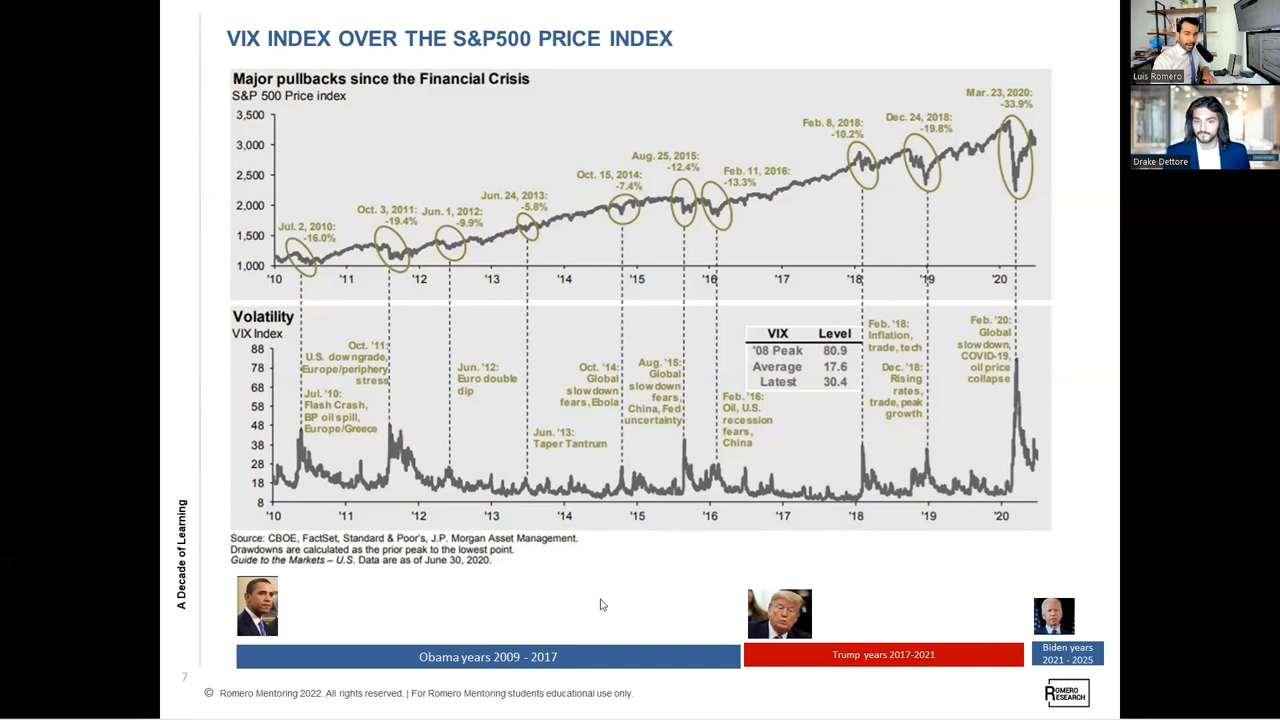 VIX INDEX OVER THE S&P500 PRICE INDEX
Luis Romero
Drake Dettore
Major pullbacks since the Financial Crisis
S&P 500 Price index
3,500
3,000
2,500
2,000
1,500
1,000
Jul. 2, 2010:
-16.0%
Oct. 3, 2011:
-19.4%
Jun. 1, 2012:
-9.9%
Jun. 24, 2013:
-5.8%
Oct. 15, 2014:
-7.4%
Aug. 25, 2015:
-12.4%
Feb. 11, 2016:
-13.3%
Feb. 8, 2018:
-10.2%
Dec. 24, 2018:
-19.8%
Mar. 23, 2020:
-33.9%
'10 '11 '12 '13 '14 '15 '16 '17 '18 '19 '20
Volatility
VIX Index
88
78
68
58
48
38
28
18
8
Oct. '11:
U.S. downgrade,
Europe/periphery
stress
Jul. '10:
Flash Crash,
BP oil spill,
Europe/Greece
Jun. '12:
Euro double
dip
Jun. '13:
Taper Tantrum
Oct. '14:
Global
slowdown
fears, Ebola
Aug. '15:
Global
slowdown
fears,
China, Fed
uncertainty
Feb. '16:
Oil, U.S.
recession
fears,
China
VIX Level
'08 Peak 80.9
Average 17.6
Latest 30.4
Feb. '18:
Inflation,
trade, tech
Dec. '18:
Rising
rates,
trade, peak
growth
Feb. '20:
Global
slowdown,
COVID-19,
oil price
collapse
'10 '11 '12 '13 '14 '15 '16 '17 '18 '19 '20
Source: CBOE, FactSet, Standard & Poor's, J.P. Morgan Asset Management.
Drawdowns are calculated as the prior peak to the lowest point.
Guide to the Markets – U.S. Data are as of June 30, 2020.
A Decade of Learning
Obama years 2009 - 2017
Trump years 2017-2021
Biden years
2021 - 2025
7
© Romero Mentoring 2022. All rights reserved. | For Romero Mentoring students educational use only.
ROMERO
RESEARCH